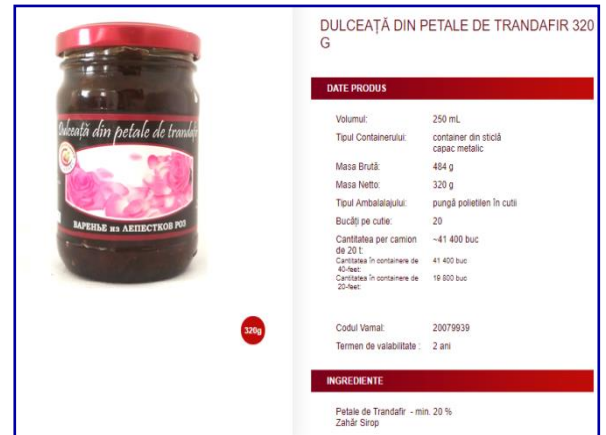 DULCEAȚĂ DIN PETALE DE TRANDAFIR 320
G
Dulceață din petale de trandafir
ВАРЕНЬЕ из ЛЕПЕСТКОВ РОЗ
320g
DATE PRODUS
Volumul: 250 mL
Tipul Containerului: container din sticlă
capac metalic
Masa Brută: 484 g
Masa Netto: 320 g
Tipul Ambalalajului: pungă polietilen în cutii
Bucăți pe cutie: 20
Cantitatea per camion ~41 400 buc
de 20 t:
Cantitatea în containere de 41 400 buc
40-feet:
Cantitatea în containere de 19 800 buc
20-feet:
Codul Vamal: 20079939
Termen de valabilitate : 2 ani
INGREDIENTE
Petale de Trandafir - min. 20 %
Zahăr Sirop